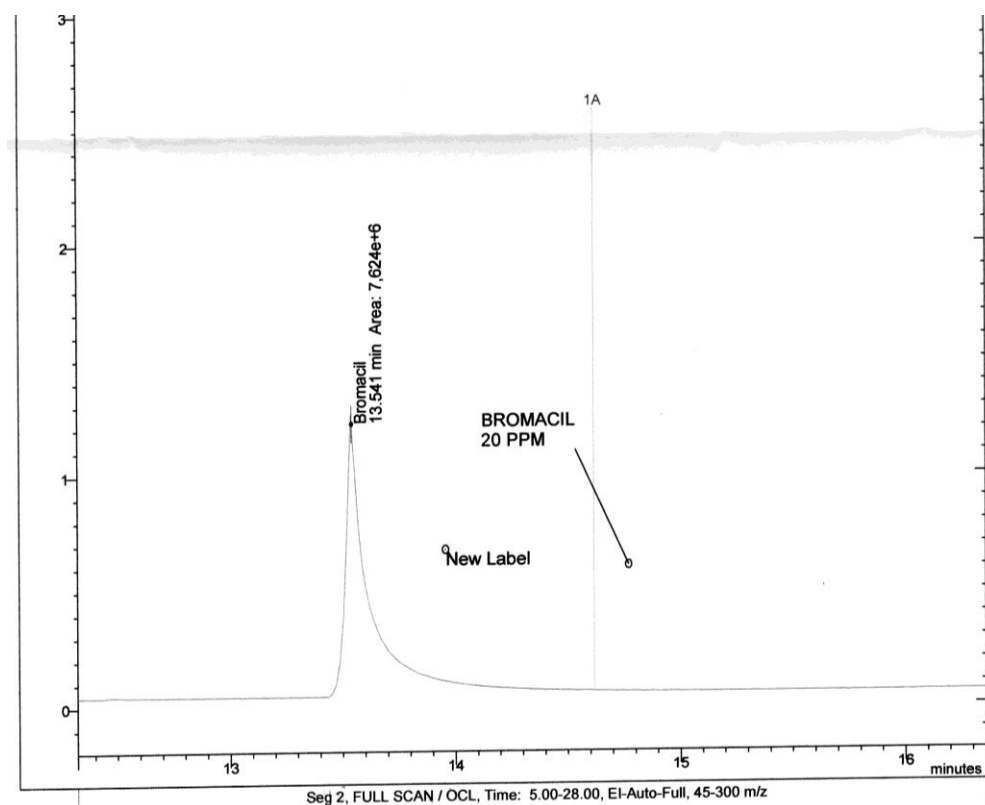 3
1A
2
Bromacil
13.541 min Area: 7,624e+6
BROMACIL
20 PPM
1
New Label
0
13
14
15
16
minutes
Seg 2, FULL SCAN / OCL, Time: 5.00-28.00, EI-Auto-Full, 45-300 m/z